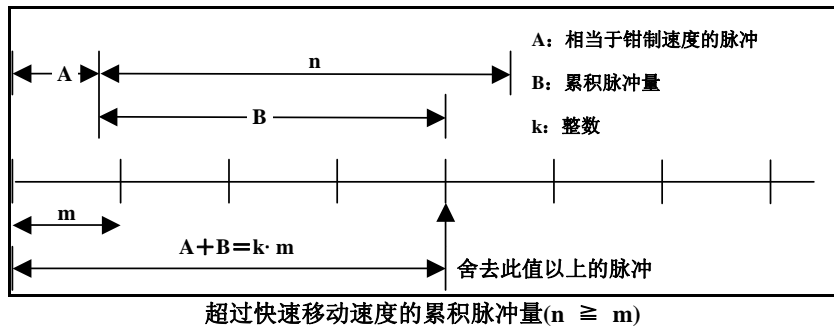 A
n
B
A：相当于钳制速度的脉冲
B：累积脉冲量
k：整数
m
A＋B＝k· m
舍去此值以上的脉冲
超过快速移动速度的累积脉冲量(n ≧ m)